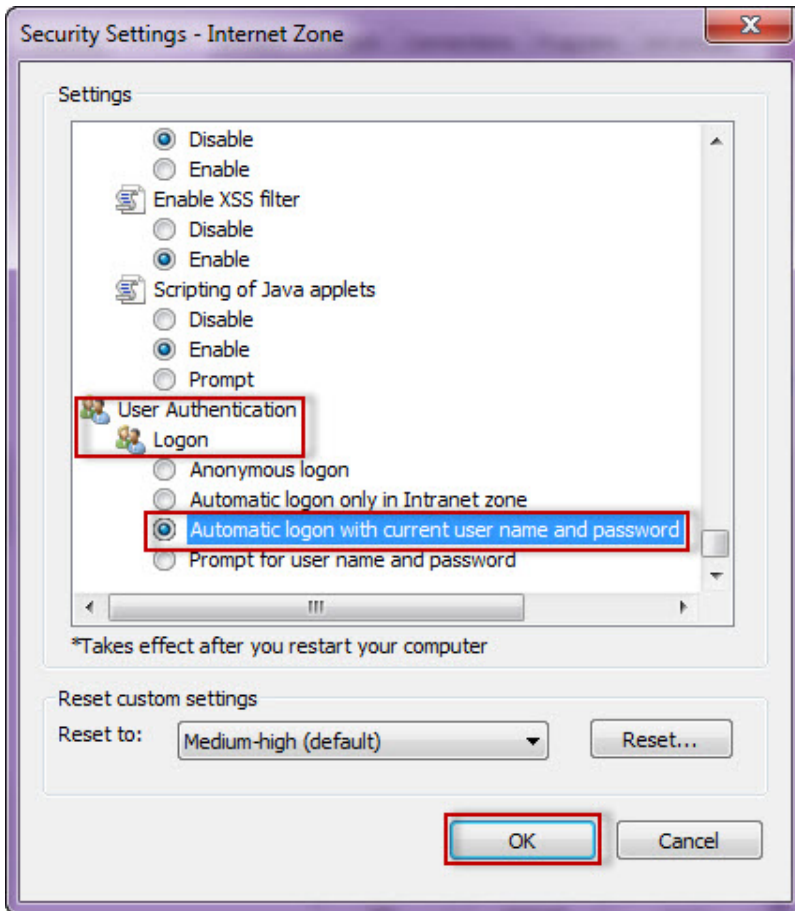 Security Settings - Internet Zone
Settings
Disable
Enable
Enable XSS filter
Disable
Enable
Scripting of Java applets
Disable
Enable
Prompt
User Authentication
Logon
Anonymous logon
Automatic logon only in Intranet zone
Automatic logon with current user name and password
Prompt for user name and password
*Takes effect after you restart your computer
Reset custom settings
Reset to: Medium-high (default) Reset...
OK Cancel